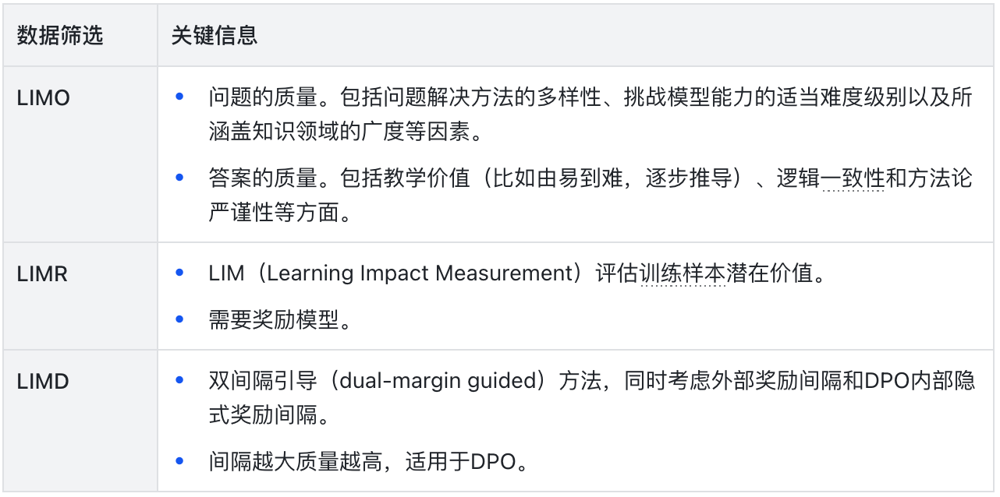 数据筛选 关键信息
LIMO
问题的质量。包括问题解决方法的多样性、挑战模型能力的适当难度级别以及所
涵盖知识领域的广度等因素。
答案的质量。包括教学价值（比如由易到难，逐步推导）、逻辑一致性和方法论
严谨性等方面。
LIMR
LIM（Learning Impact Measurement）评估训练样本潜在价值。
需要奖励模型。
LIMD
双间隔引导（dual-margin guided）方法，同时考虑外部奖励间隔和DPO内部隐
式奖励间隔。
间隔越大质量越高，适用于DPO。